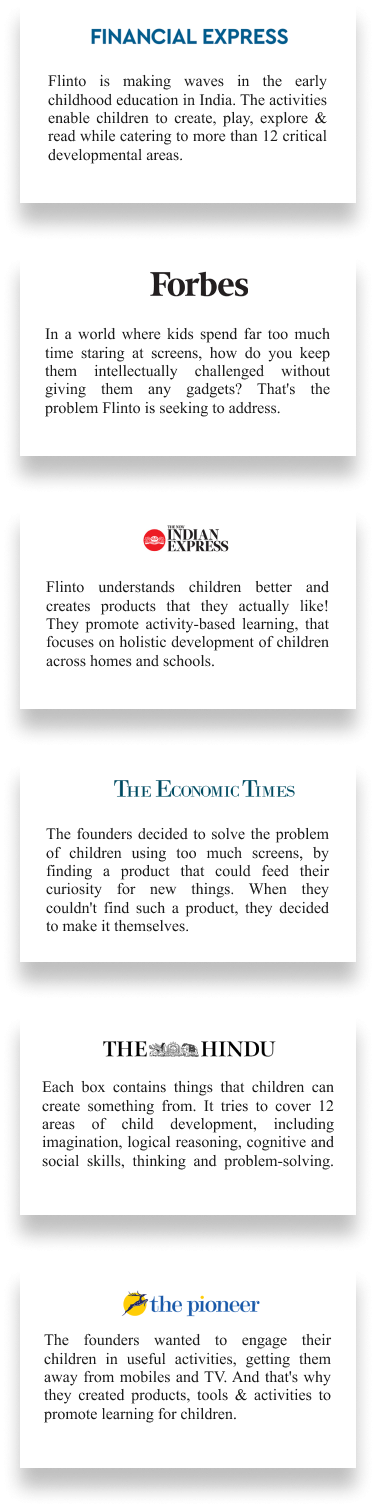 FINANCIAL EXPRESS
Flinto is making waves in the early
childhood education in India. The activities
enable children to create, play, explore &
read while catering to more than 12 critical
developmental areas.
Forbes
In a world where kids spend far too much
time staring at screens, how do you keep
them intellectually challenged without
giving them any gadgets? That's the
problem Flinto is seeking to address.
THE NEW
INDIAN
EXPRESS
Flinto understands children better and
creates products that they actually like!
They promote activity-based learning, that
focuses on holistic development of children
across homes and schools.
THE ECONOMIC TIMES
The founders decided to solve the problem
of children using too much screens, by
finding a product that could feed their
curiosity for new things. When they
couldn't find such a product, they decided
to make it themselves.
THE HINDU
Each box contains things that children can
create something from. It tries to cover 12
areas of child development, including
imagination, logical reasoning, cognitive and
social skills, thinking and problem-solving.
the pioneer
The founders wanted to engage their
children in useful activities, getting them
away from mobiles and TV. And that's why
they created products, tools & activities to
promote learning for children.